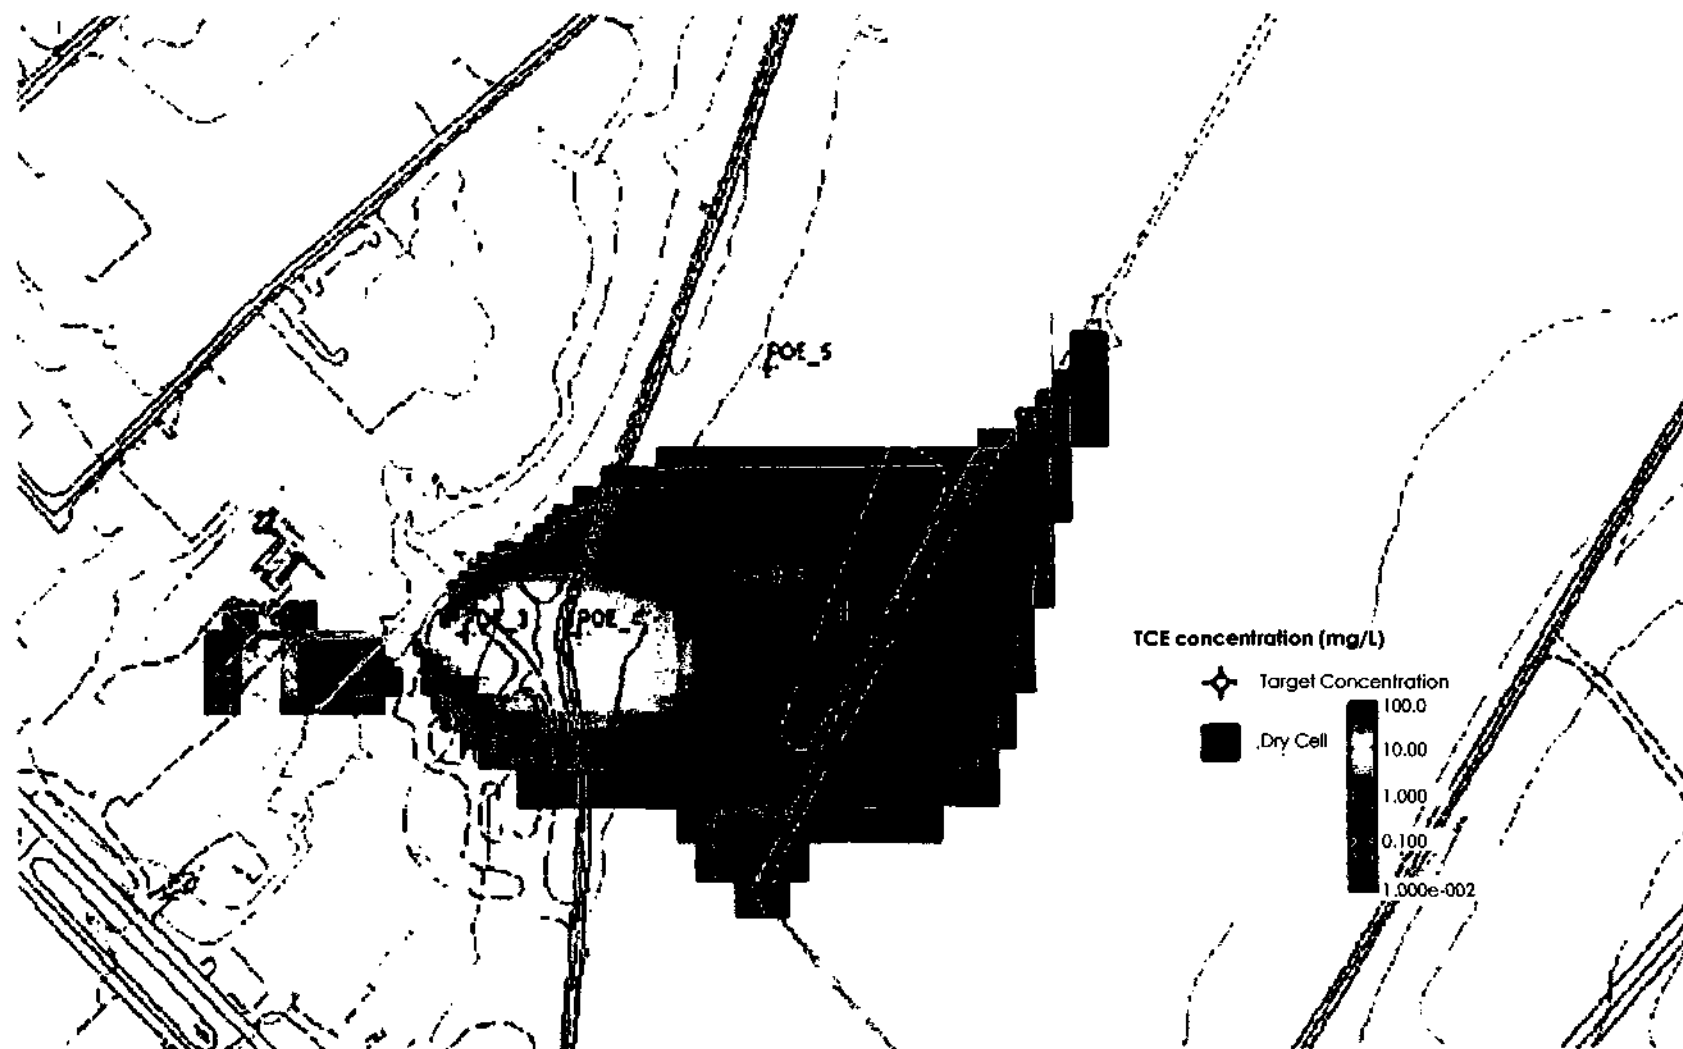 POE_5
POE_
TCE concentration (mg/L)
Target Concentration
Dry Cell
100.0
10.00
1.000
0.100
1.000e-002